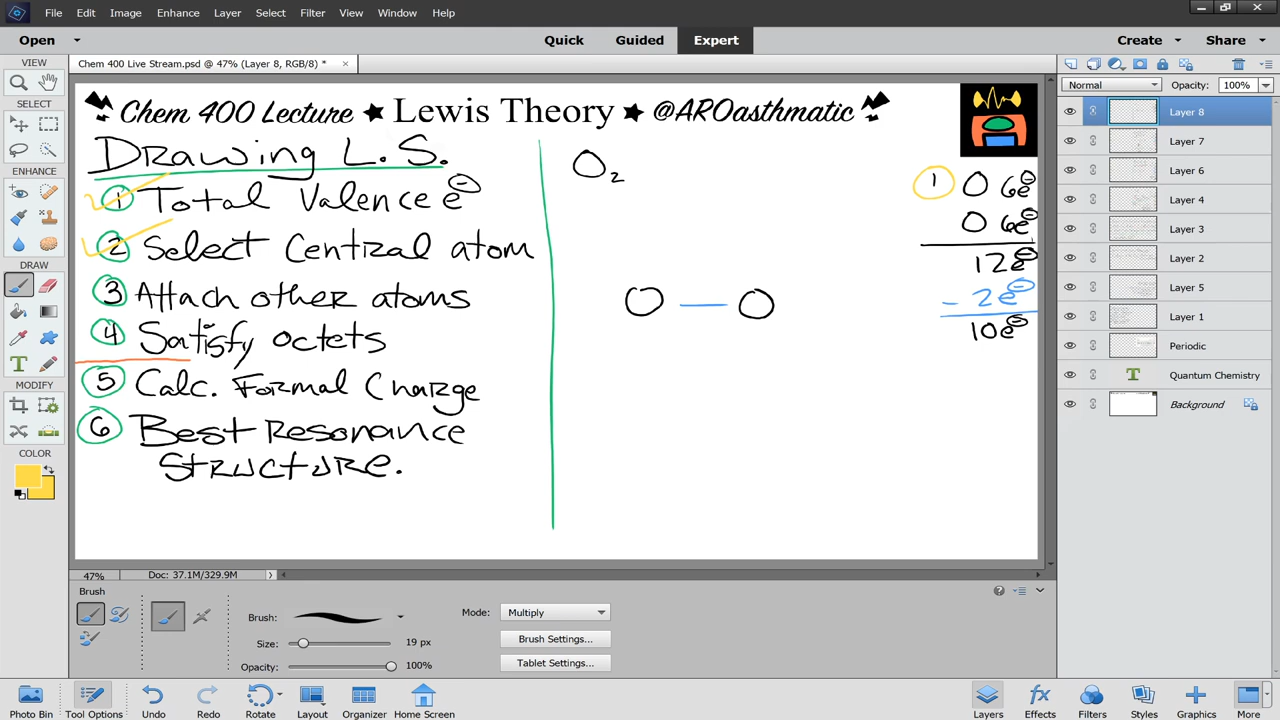 File Edit Image Enhance Layer Select Filter View Window Help
Open Quick Guided Expert Create Share
Chem 400 Live Stream.psd @ 47% (Layer 8, RGB/8) * ×
VIEW
SELECT
ENHANCE
DRAW
MODIFY
COLOR
Chem 400 Lecture ★ Lewis Theory ★ @AROasthmatic
Drawing L.S.
1 Total Valence e⊖
2 Select Central atom
3 Attach other atoms
4 Satisfy octets
5 Calc. Formal Charge
6 Best Resonance
Structure.
O₂
O — O
1 O 6e⊖
O 6e⊖
12e⊖
- 2e⊖
10e⊖
Normal Opacity: 100%
Layer 8
Layer 7
Layer 6
Layer 4
Layer 3
Layer 2
Layer 5
Layer 1
Periodic
T Quantum Chemistry
Background
47% Doc: 37.1M/329.9M
Brush
Brush:
Size: 19 px
Opacity: 100%
Mode: Multiply
Brush Settings...
Tablet Settings...
Photo Bin Tool Options Undo Redo Rotate Layout Organizer Home Screen Layers Effects Filters Styles Graphics More